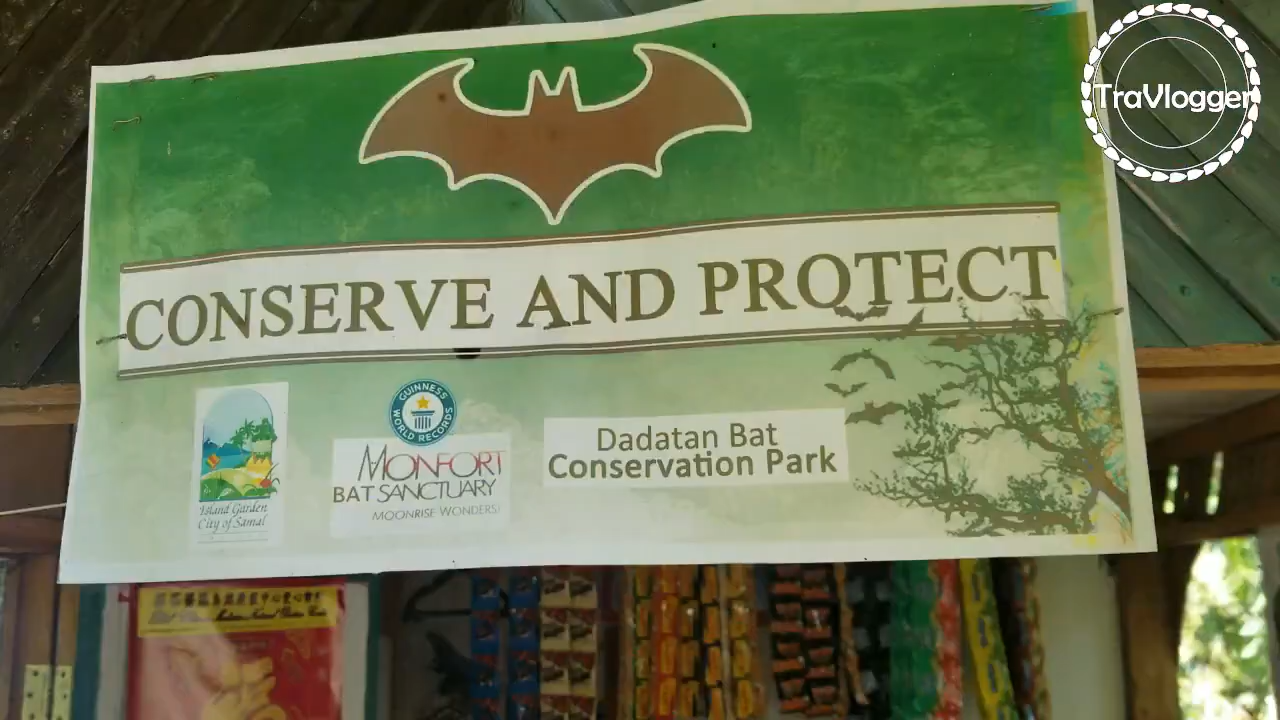 TraVlogger
CONSERVE AND PROTECT
GUINNESS
WORLD RECORDS
Island Garden
City of Samal
MONFORT
BAT SANCTUARY
MOONRISE WONDERS!
Dadatan Bat
Conservation Park